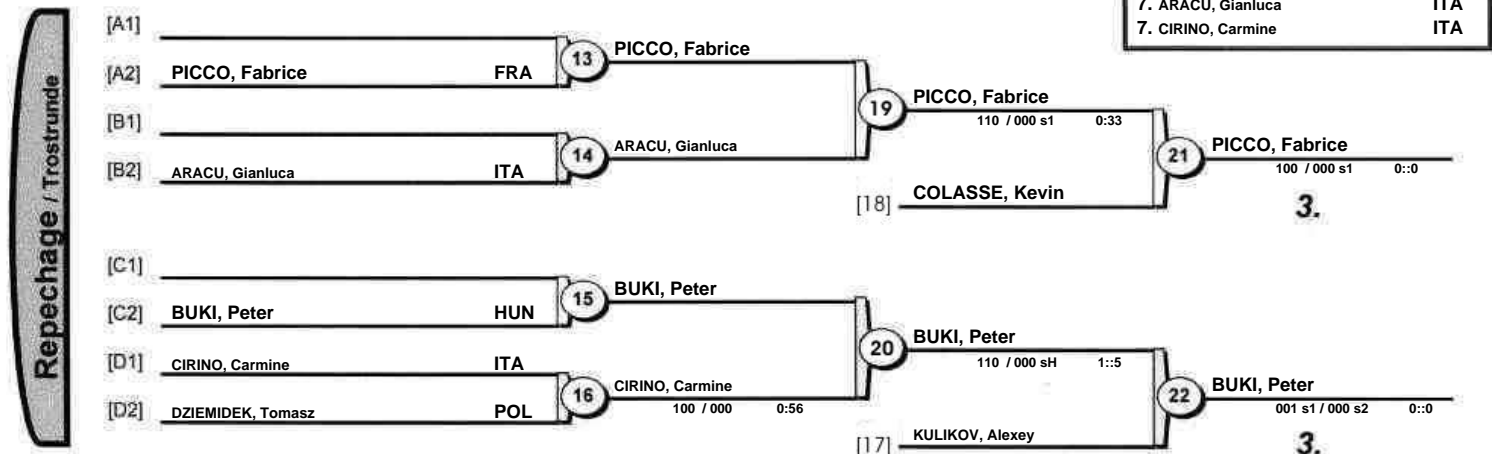 7. ARACU, Gianluca ITA
7. CIRINO, Carmine ITA
Repechage / Trostrunde
[A1]
[A2] PICCO, Fabrice FRA
13 PICCO, Fabrice
[B1]
[B2] ARACU, Gianluca ITA
14 ARACU, Gianluca
19 PICCO, Fabrice
110 / 000 s1 0:33
[18] COLASSE, Kevin
21 PICCO, Fabrice
100 / 000 s1 0::0
3.
[C1]
[C2] BUKI, Peter HUN
15 BUKI, Peter
[D1] CIRINO, Carmine ITA
[D2] DZIEMIDEK, Tomasz POL
16 CIRINO, Carmine
100 / 000 0:56
20 BUKI, Peter
110 / 000 sH 1::5
[17] KULIKOV, Alexey
22 BUKI, Peter
001 s1 / 000 s2 0::0
3.